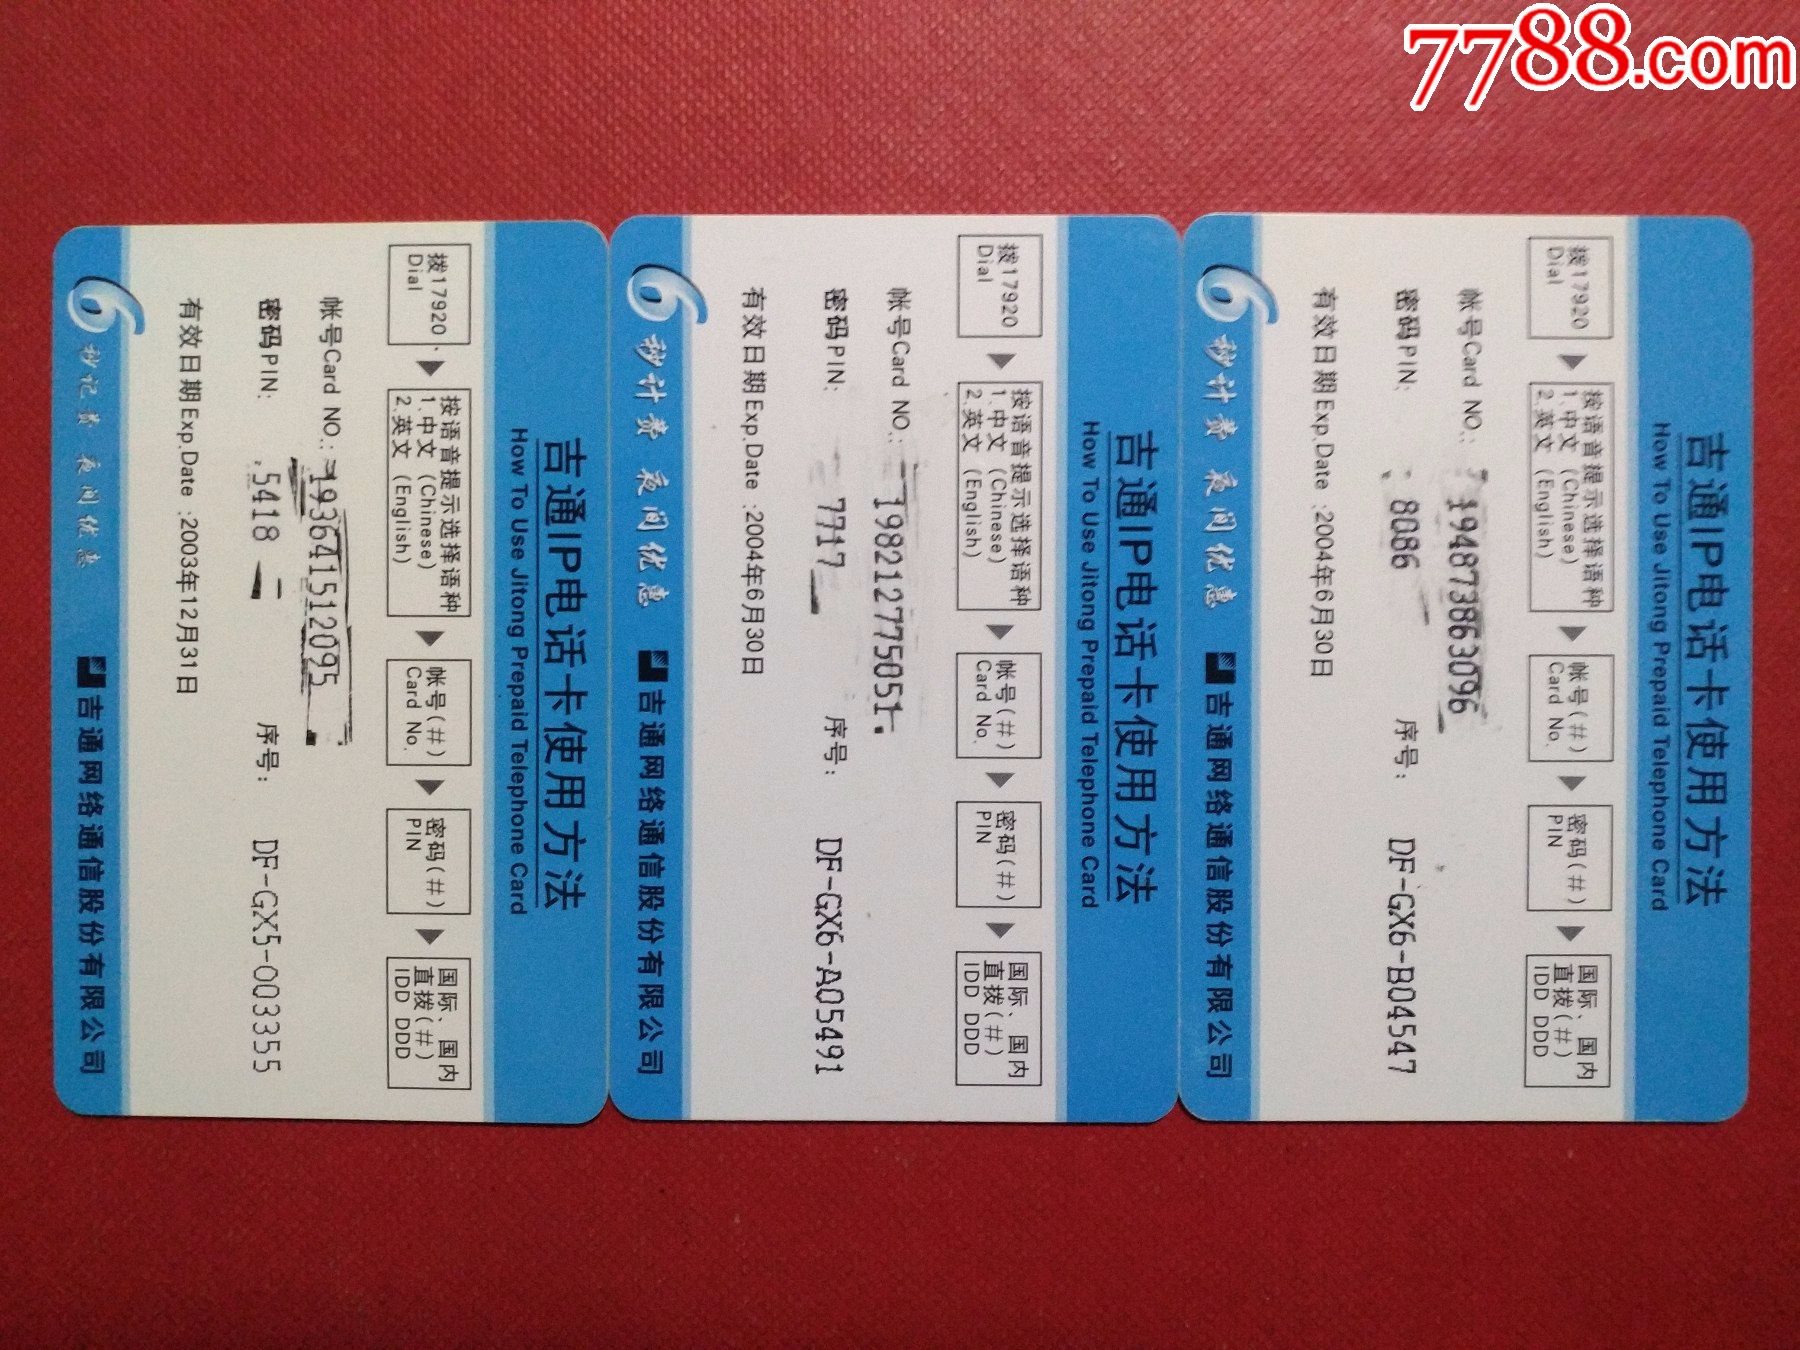 7788.com
吉通IP电话卡使用方法
How To Use Jitong Prepaid Telephone Card
拨17920
Dial
按语音提示选择语种
1.中文 (Chinese)
2.英文 (English)
帐号(#)
Card No.
密码(#)
PIN
国际、国内
直拨(#)
IDD DDD
帐号Card NO.: 193641512095
密码PIN: 5418 序号: DF-GX5-003355
有效日期Exp.Date :2003年12月31日
6秒记费 夜间优惠 吉通网络通信股份有限公司
吉通IP电话卡使用方法
How To Use Jitong Prepaid Telephone Card
拨17920
Dial
按语音提示选择语种
1.中文 (Chinese)
2.英文 (English)
帐号(#)
Card No.
密码(#)
PIN
国际、国内
直拨(#)
IDD DDD
帐号Card NO.: 198212775051
密码PIN: 7717 序号: DF-GX6-A05491
有效日期Exp.Date :2004年6月30日
6秒计费 夜间优惠 吉通网络通信股份有限公司
吉通IP电话卡使用方法
How To Use Jitong Prepaid Telephone Card
拨17920
Dial
按语音提示选择语种
1.中文 (Chinese)
2.英文 (English)
帐号(#)
Card No.
密码(#)
PIN
国际、国内
直拨(#)
IDD DDD
帐号Card NO.: 194873863096
密码PIN: 8086 序号: DF-GX6-B04547
有效日期Exp.Date :2004年6月30日
6秒计费 夜间优惠 吉通网络通信股份有限公司